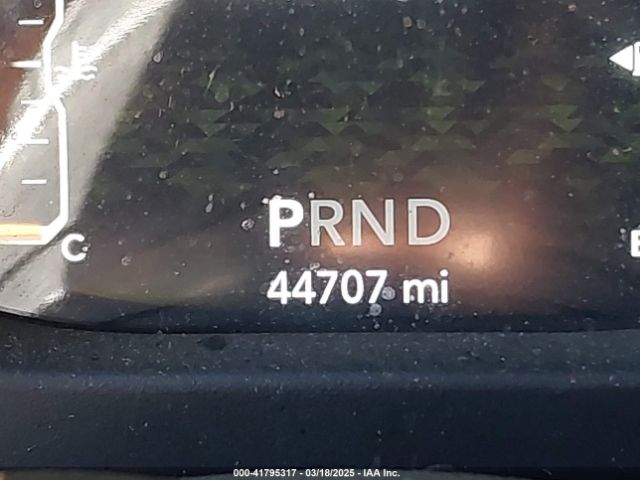 PRND
44707 mi
C
E
000-41795317 - 03/18/2025 - IAA Inc.